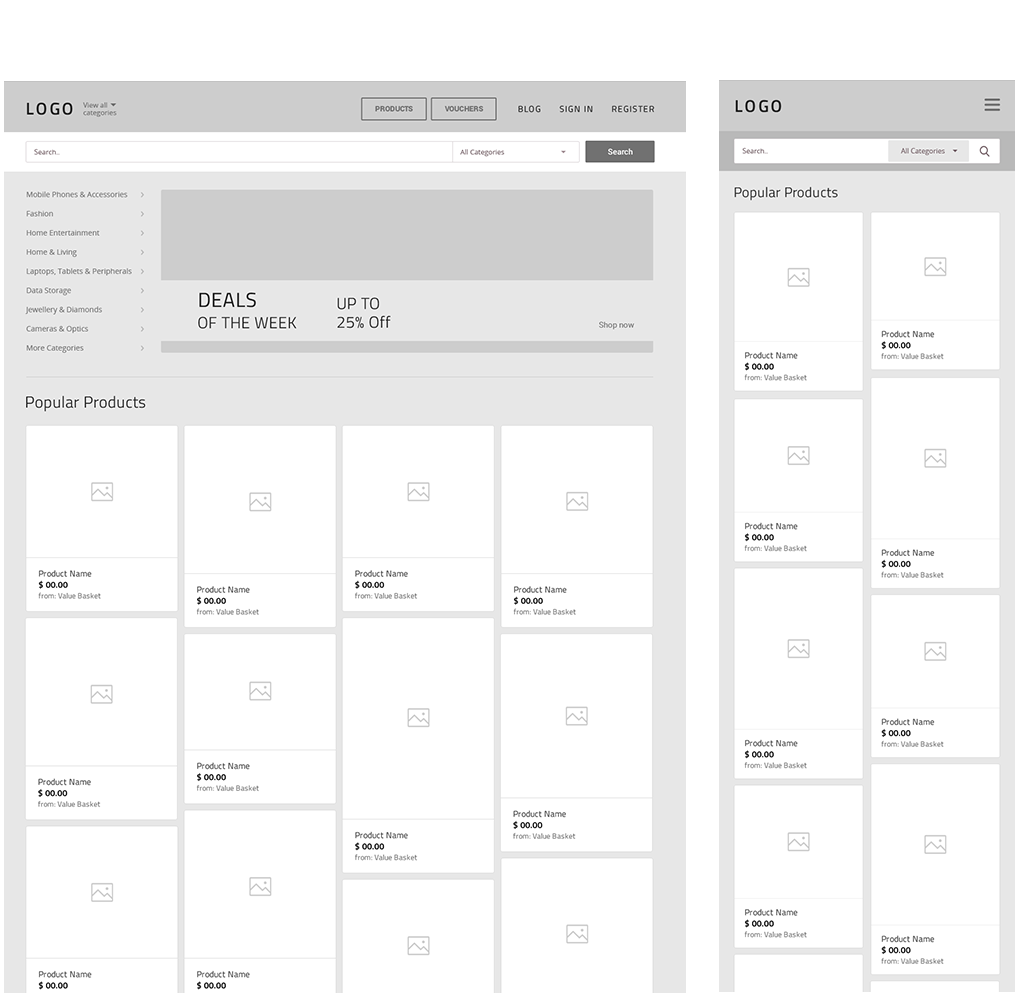 LOGO
View all
categories
PRODUCTS
VOUCHERS
BLOG
SIGN IN
REGISTER
Search..
All Categories
Search
Mobile Phones & Accessories
Fashion
Home Entertainment
Home & Living
Laptops, Tablets & Peripherals
Data Storage
Jewellery & Diamonds
Cameras & Optics
More Categories
DEALS
OF THE WEEK
UP TO
25% Off
Shop now
Popular Products
Product Name
$ 00.00
from: Value Basket
Product Name
$ 00.00
from: Value Basket
Product Name
$ 00.00
from: Value Basket
Product Name
$ 00.00
from: Value Basket
Product Name
$ 00.00
from: Value Basket
Product Name
$ 00.00
from: Value Basket
Product Name
$ 00.00
from: Value Basket
Product Name
$ 00.00
from: Value Basket
Product Name
$ 00.00
Product Name
$ 00.00
LOGO
Search..
All Categories
Popular Products
Product Name
$ 00.00
from: Value Basket
Product Name
$ 00.00
from: Value Basket
Product Name
$ 00.00
from: Value Basket
Product Name
$ 00.00
from: Value Basket
Product Name
$ 00.00
from: Value Basket
Product Name
$ 00.00
from: Value Basket
Product Name
$ 00.00
from: Value Basket
Product Name
$ 00.00
from: Value Basket